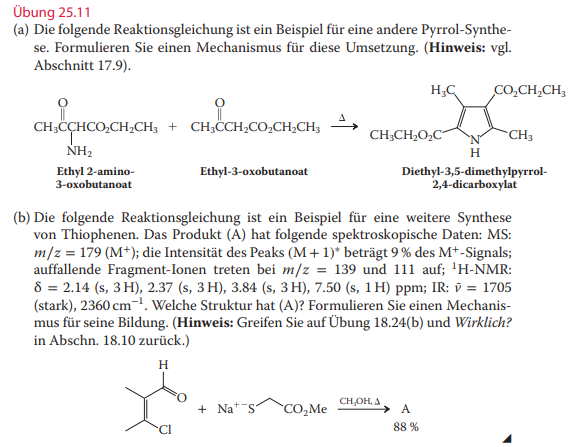 Übung 25.11
(a) Die folgende Reaktionsgleichung ist ein Beispiel für eine andere Pyrrol-Synthe-
se. Formulieren Sie einen Mechanismus für diese Umsetzung. (Hinweis: vgl.
Abschnitt 17.9).
H₃C CO₂CH₂CH₃
O O
CH₃CCHCO₂CH₂CH₃ + CH₃CCH₂CO₂CH₂CH₃ Δ CH₃CH₂O₂C N CH₃
NH₂ H
Ethyl 2-amino- Ethyl-3-oxobutanoat Diethyl-3,5-dimethylpyrrol-
3-oxobutanoat 2,4-dicarboxylat
(b) Die folgende Reaktionsgleichung ist ein Beispiel für eine weitere Synthese
von Thiophenen. Das Produkt (A) hat folgende spektroskopische Daten: MS:
m/z = 179 (M⁺); die Intensität des Peaks (M + 1)⁺ beträgt 9 % des M⁺-Signals;
auffallende Fragment-Ionen treten bei m/z = 139 und 111 auf; ¹H-NMR:
δ = 2.14 (s, 3 H), 2.37 (s, 3 H), 3.84 (s, 3 H), 7.50 (s, 1 H) ppm; IR: ν̃ = 1705
(stark), 2360 cm⁻¹. Welche Struktur hat (A)? Formulieren Sie einen Mechanis-
mus für seine Bildung. (Hinweis: Greifen Sie auf Übung 18.24(b) und Wirklich?
in Abschn. 18.10 zurück.)
H
O
+ Na⁺⁻S CO₂Me CH₃OH, Δ A
Cl 88 %